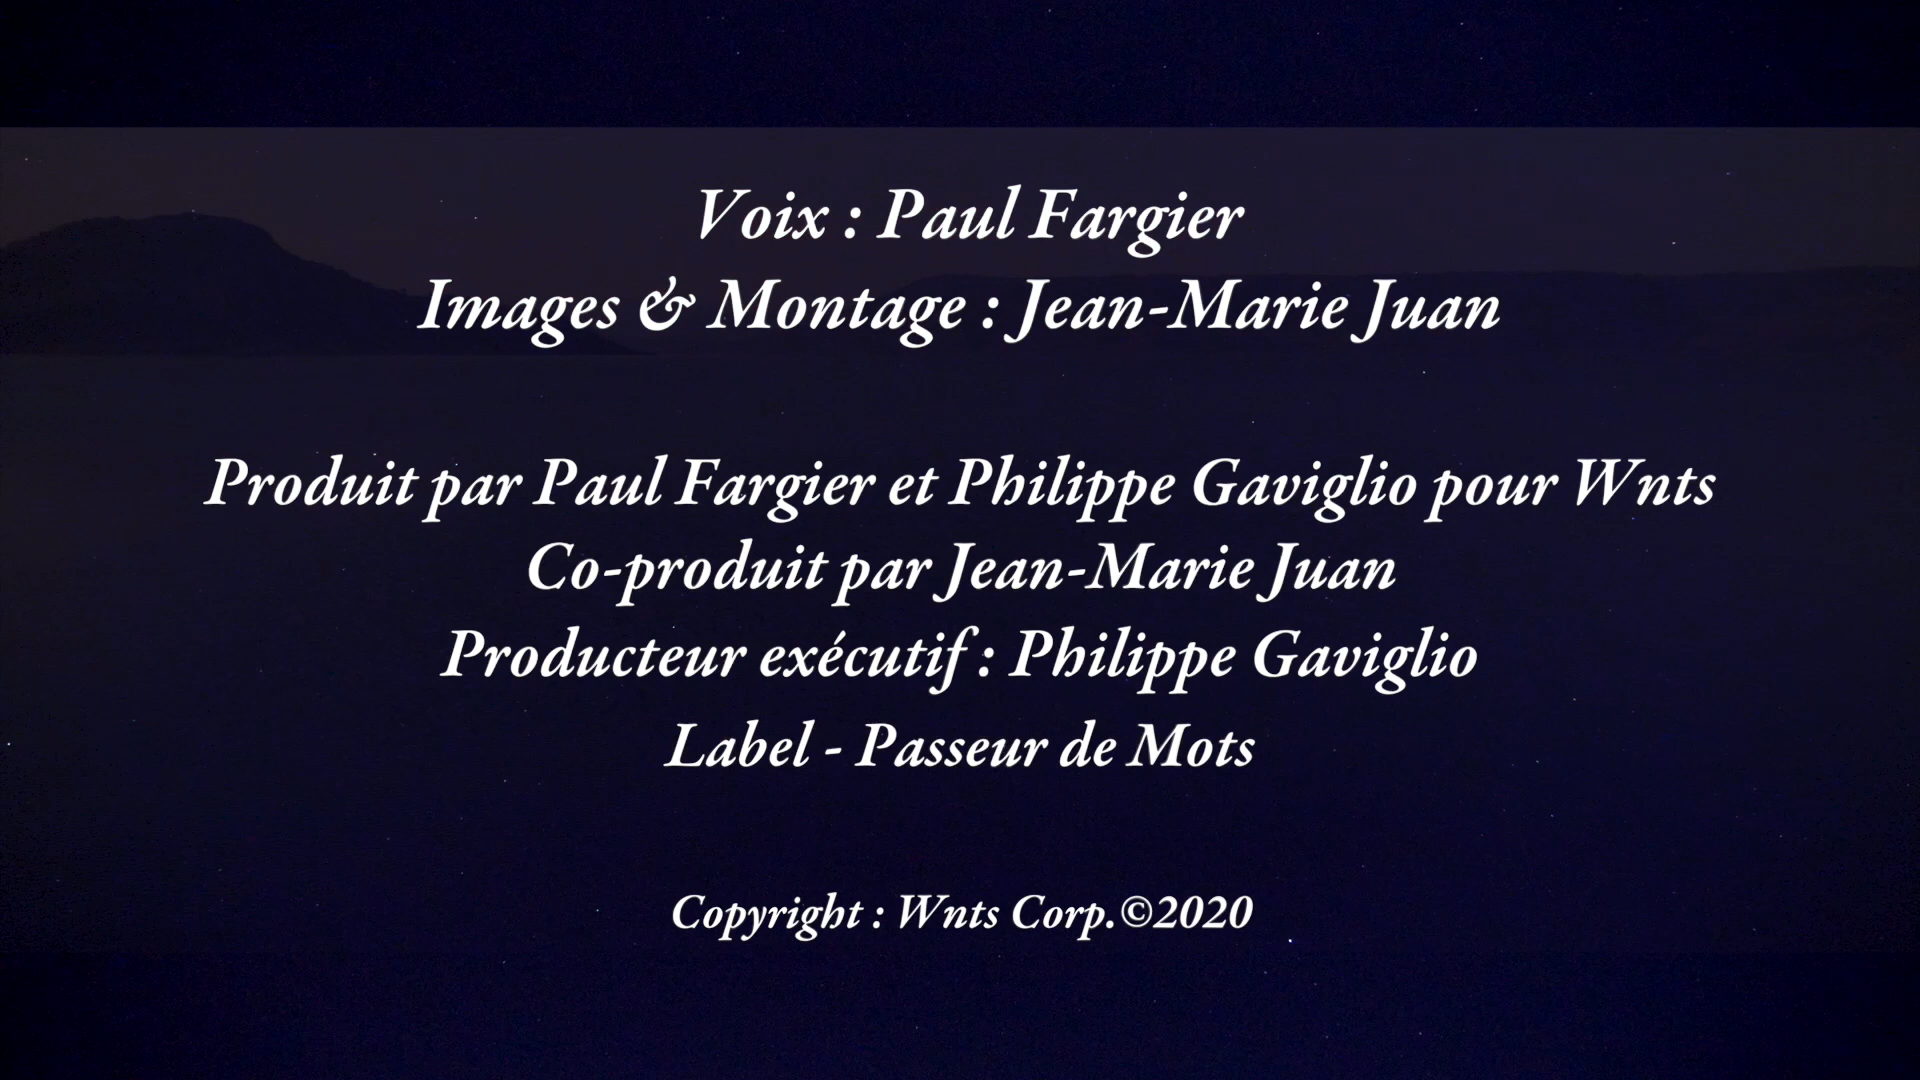 Voix : Paul Fargier
Images & Montage : Jean-Marie Juan
Produit par Paul Fargier et Philippe Gaviglio pour Wnts
Co-produit par Jean-Marie Juan
Producteur exécutif : Philippe Gaviglio
Label - Passeur de Mots
Copyright : Wnts Corp.©2020